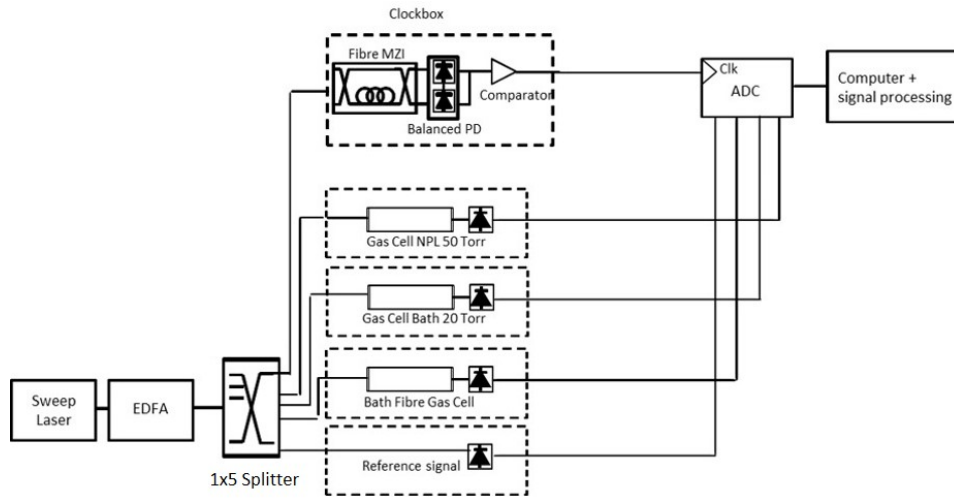 Clockbox
Fibre MZI
Comparator
Balanced PD
Clk
ADC
Computer +
signal processing
Gas Cell NPL 50 Torr
Gas Cell Bath 20 Torr
Bath Fibre Gas Cell
Reference signal
Sweep
Laser
EDFA
1x5 Splitter